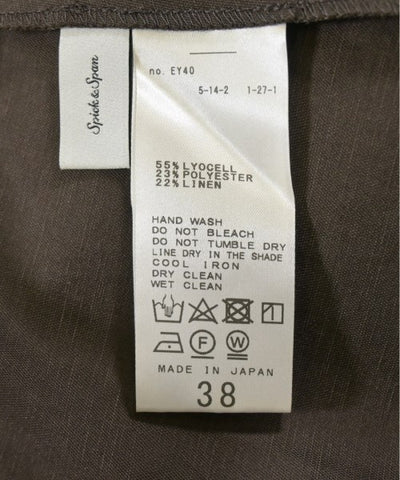 Spick & Span
no. EY40
5-14-2 1-27-1
55% LYOCELL
23% POLYESTER
22% LINEN
HAND WASH
DO NOT BLEACH
DO NOT TUMBLE DRY
LINE DRY IN THE SHADE
COOL IRON
DRY CLEAN
WET CLEAN
F W
MADE IN JAPAN
38